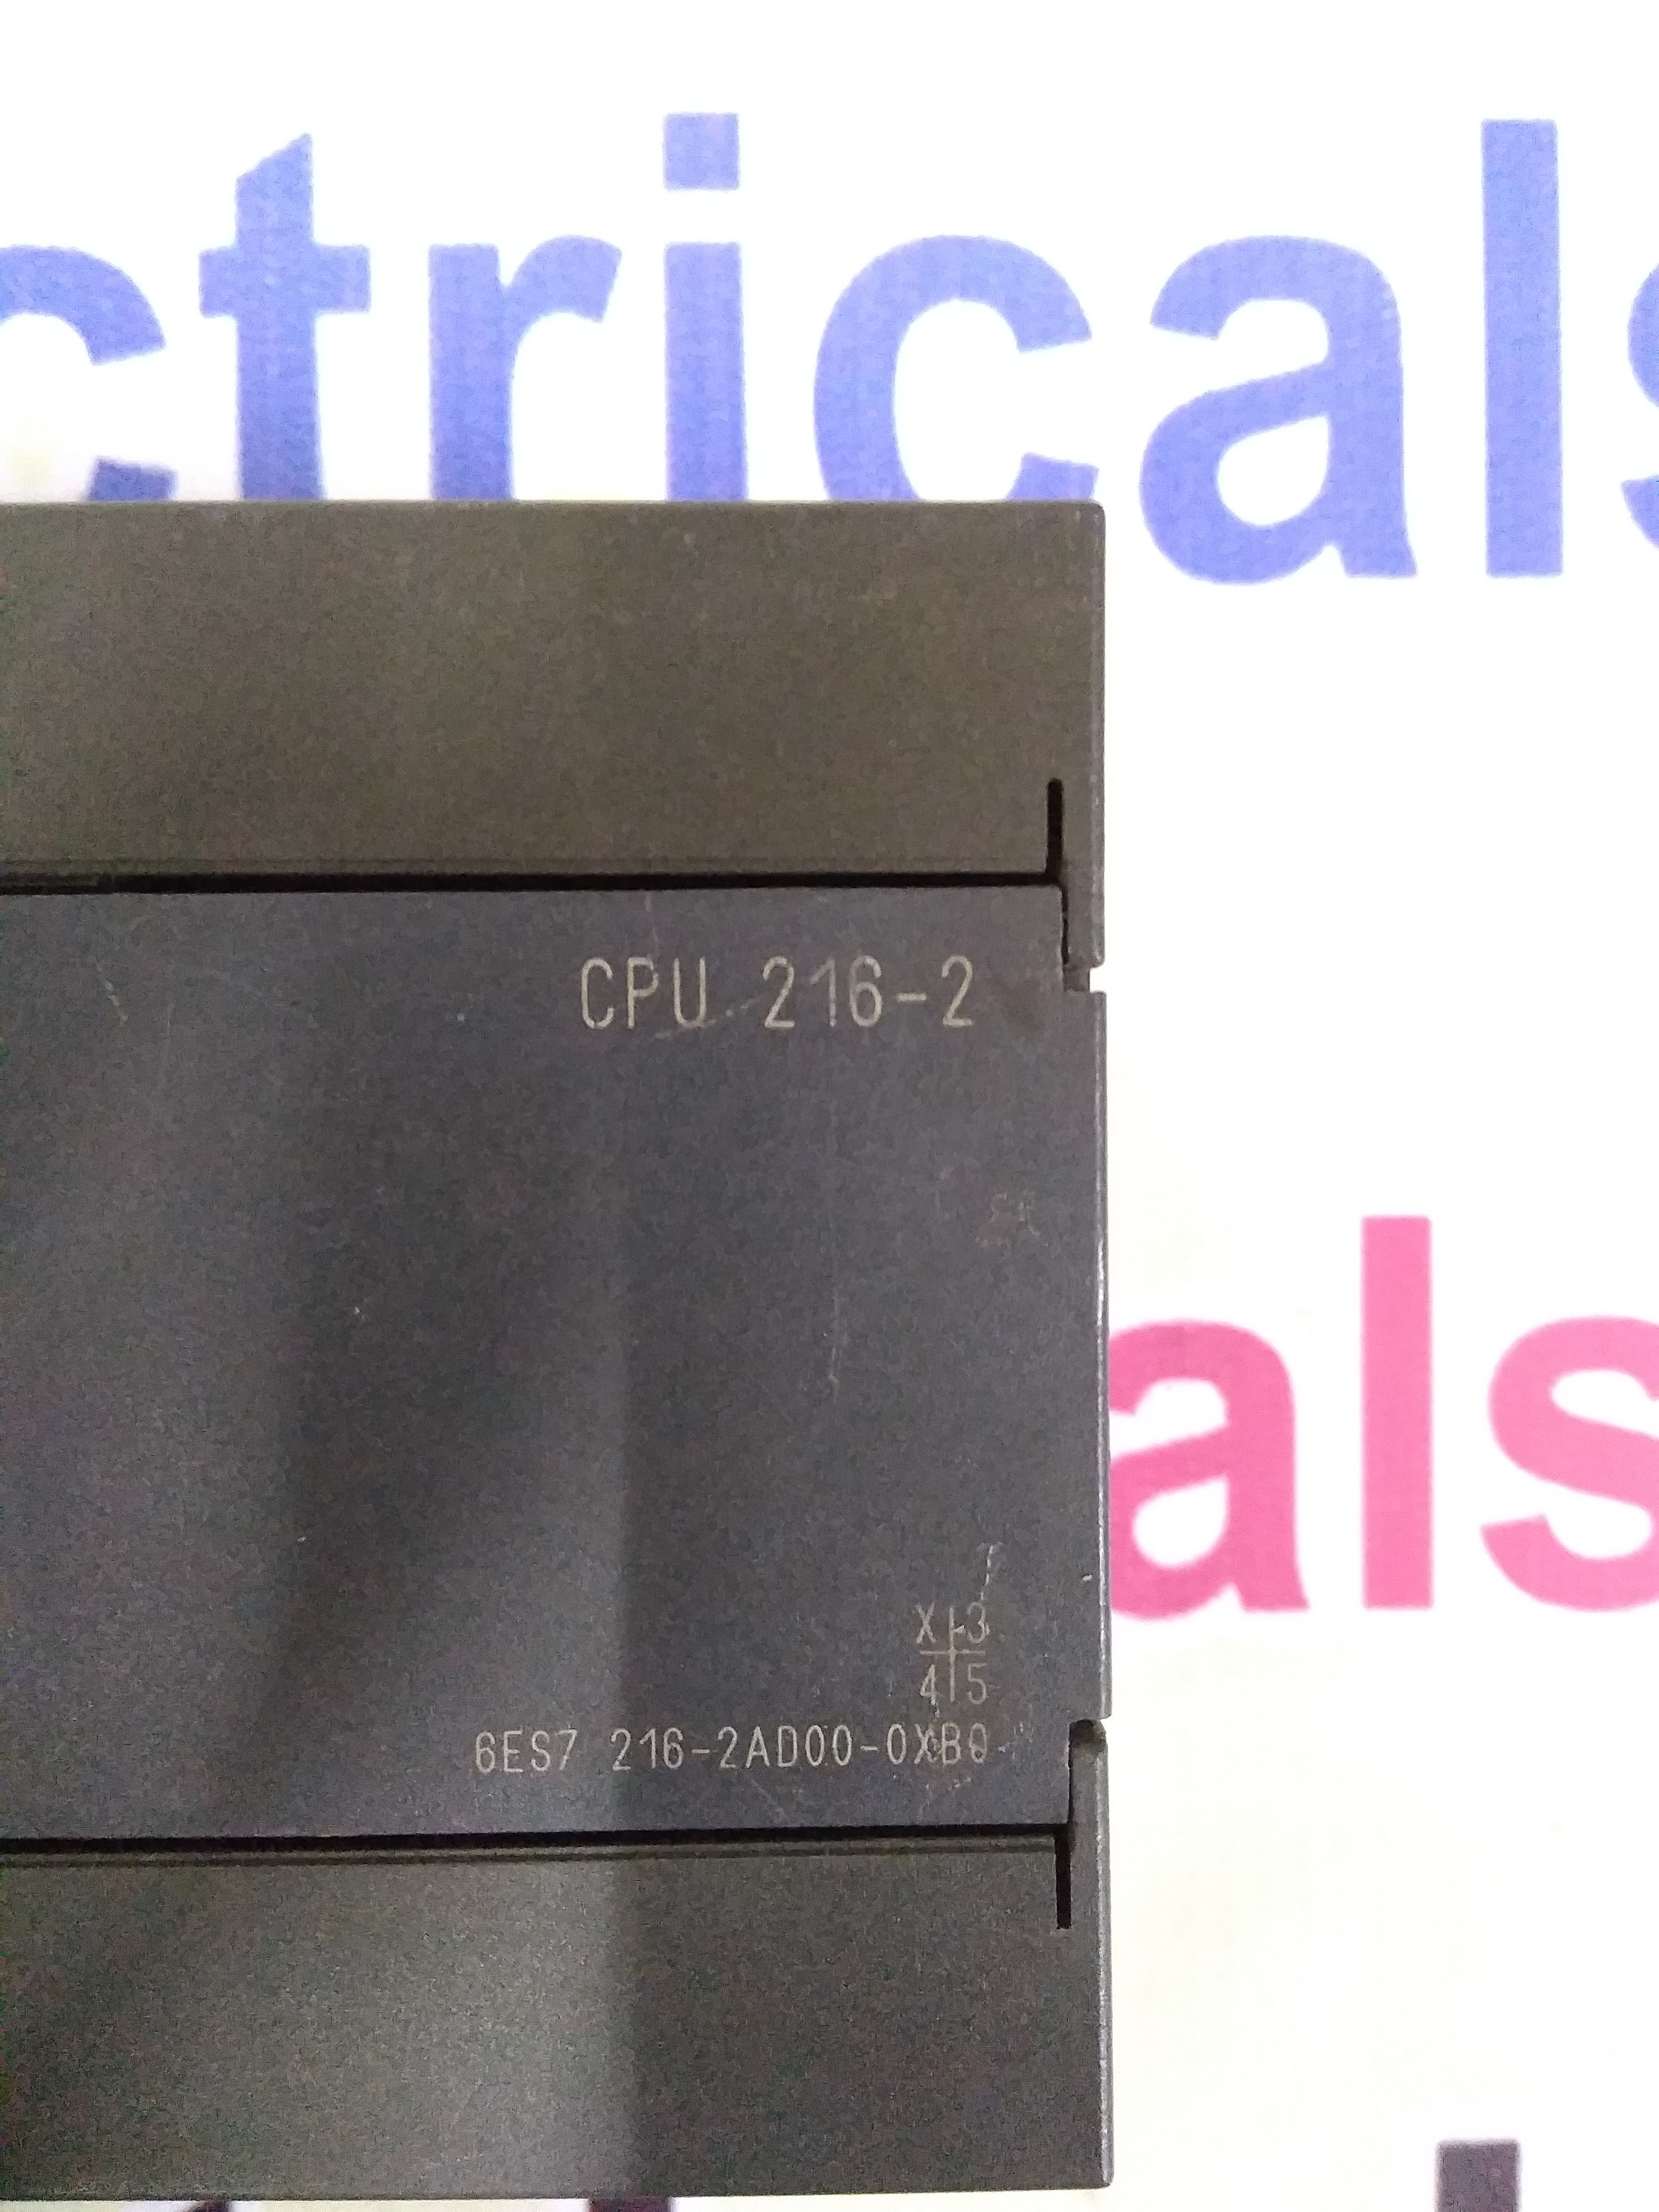 ctricals
CPU 216-2
als
X 3
4 5
6ES7 216-2AD00-0XB0